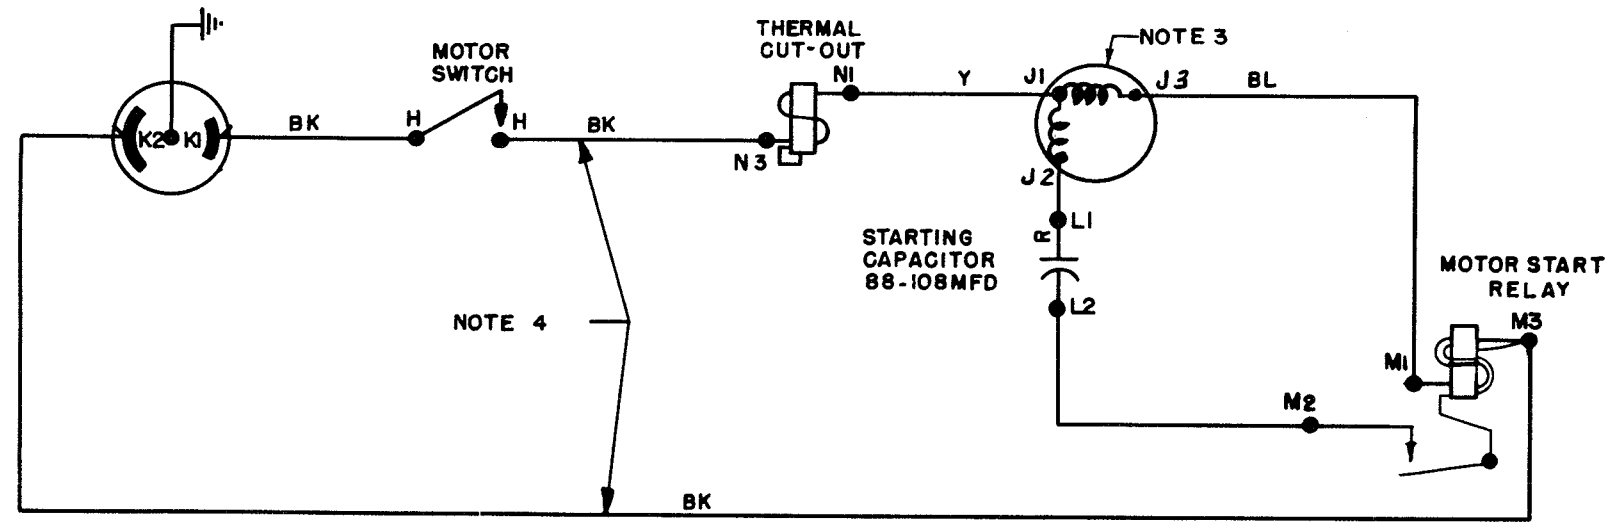 THERMAL
CUT-OUT
NOTE 3
MOTOR
SWITCH
N1
Y
J1
J3
BL
K2
K1
BK
H
H
BK
N3
J2
L1
R
STARTING
CAPACITOR
88-108MFD
L2
MOTOR START
RELAY
M3
NOTE 4
M1
M2
BK